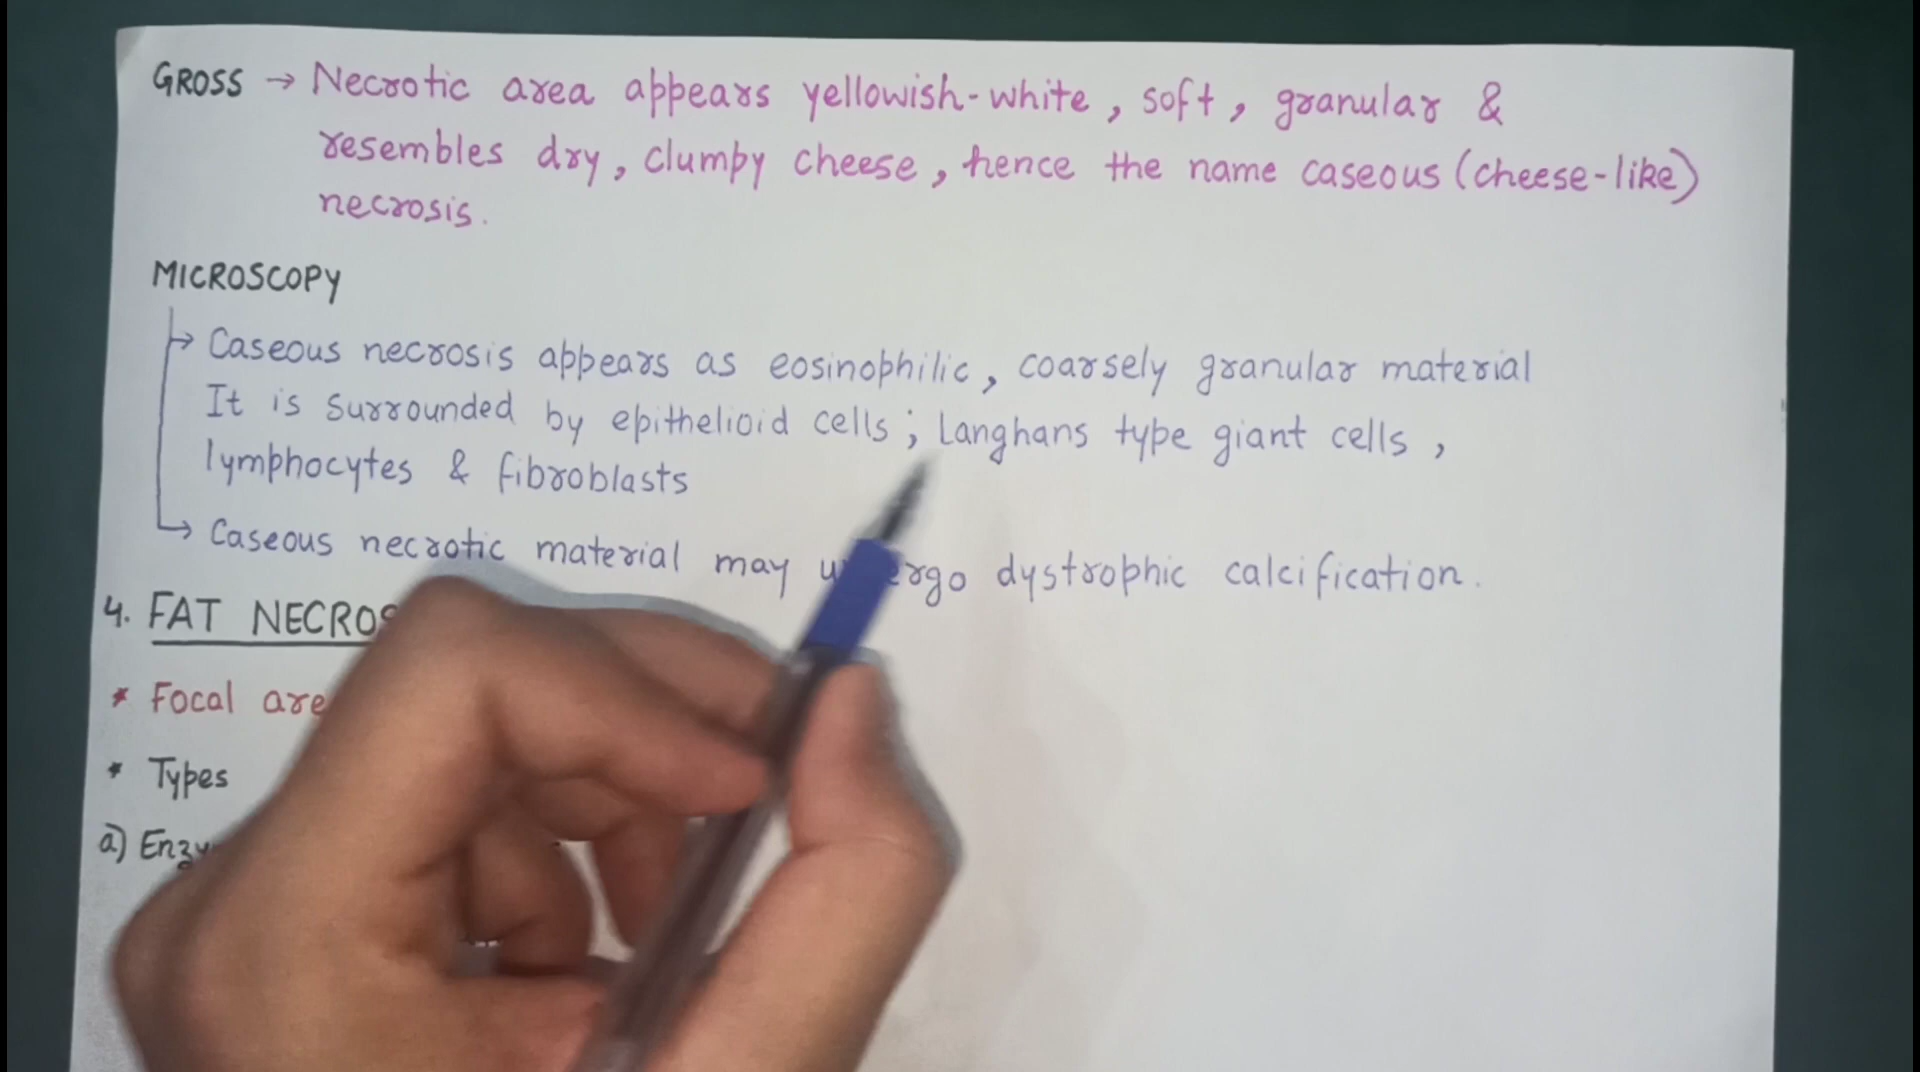 GROSS → Necrotic area appears yellowish-white, soft, granular &
resembles dry, clumpy cheese, hence the name caseous (cheese-like)
necrosis.
MICROSCOPY
→ Caseous necrosis appears as eosinophilic, coarsely granular material
It is surrounded by epithelioid cells; Langhans type giant cells,
lymphocytes & fibroblasts
→ Caseous necrotic material may dystrophic calcification.
4. FAT
* Focal
* Types
a)